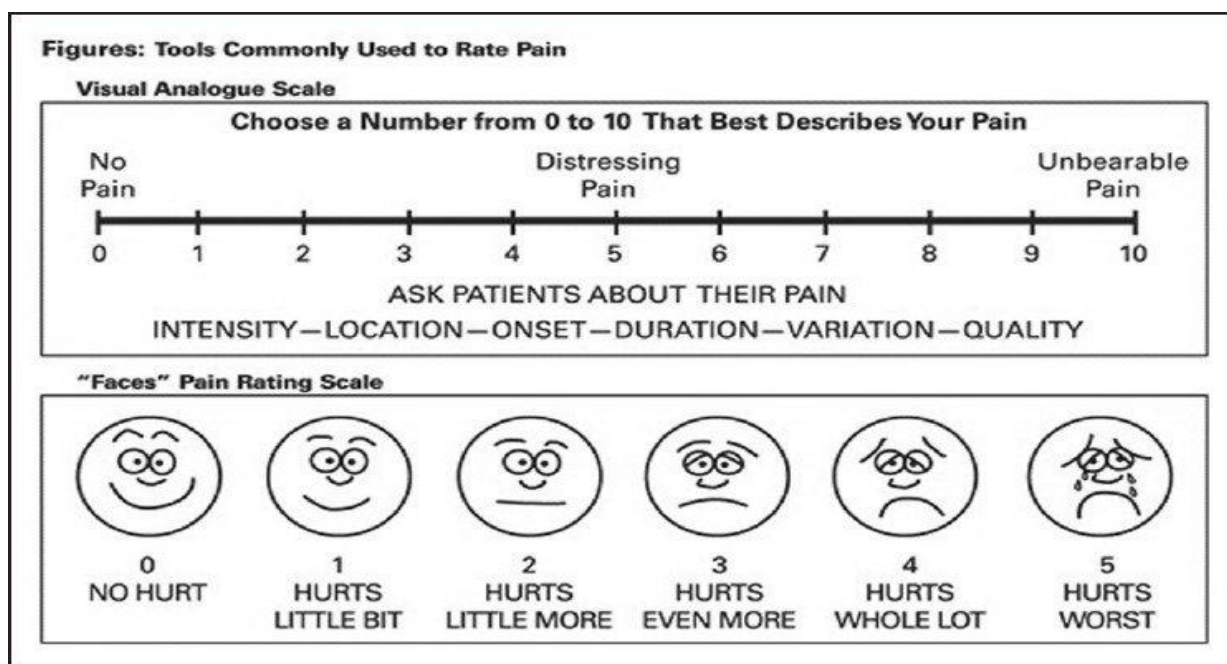 Figures: Tools Commonly Used to Rate Pain
Visual Analogue Scale
Choose a Number from 0 to 10 That Best Describes Your Pain
No Pain
Distressing Pain
Unbearable Pain
0 1 2 3 4 5 6 7 8 9 10
ASK PATIENTS ABOUT THEIR PAIN
INTENSITY—LOCATION—ONSET—DURATION—VARIATION—QUALITY
"Faces" Pain Rating Scale
0
NO HURT
1
HURTS
LITTLE BIT
2
HURTS
LITTLE MORE
3
HURTS
EVEN MORE
4
HURTS
WHOLE LOT
5
HURTS
WORST